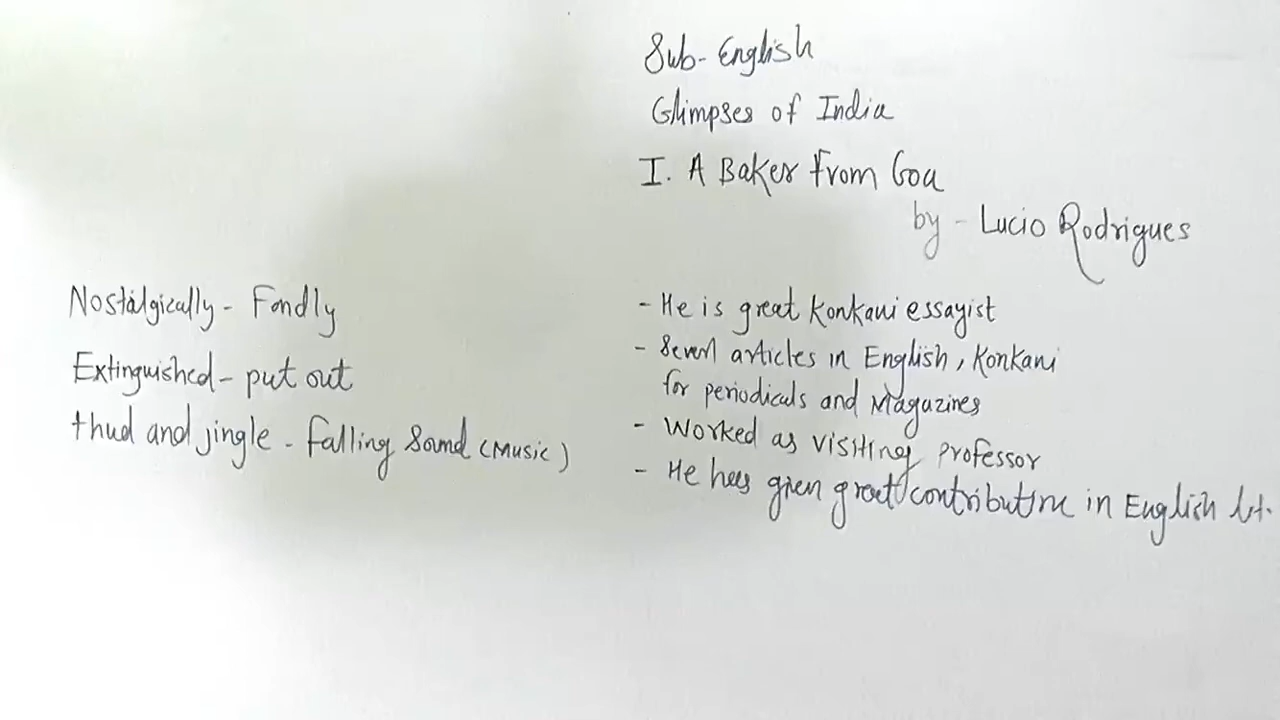 Sub- English
Glimpses of India
I. A Baker From Goa
by - Lucio Rodrigues
Nostalgically - Fondly
Extinguished - put out
thud and jingle - falling Sound (Music)
- He is great Konkani essayist
- articles in English, Konkani
for periodicals and Magazines
- Worked as visiting professor
- He has given great contribution in English lit.